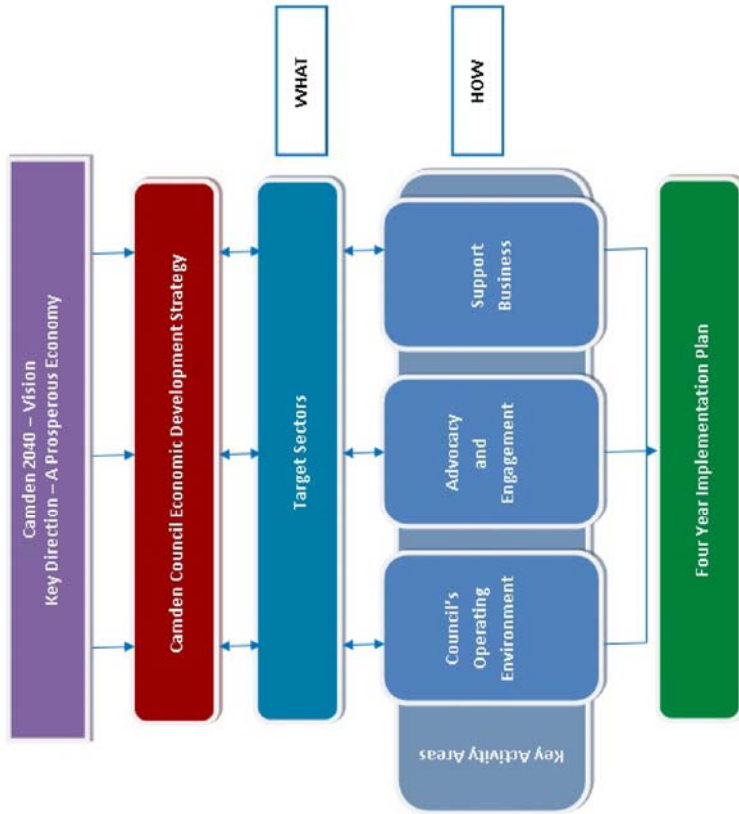 Camden 2040 – Vision
Key Direction – A Prosperous Economy
Camden Council Economic Development Strategy
WHAT
Target Sectors
HOW
Key Activity Areas
Council's
Operating
Environment
Advocacy
and
Engagement
Support
Business
Four Year Implementation Plan